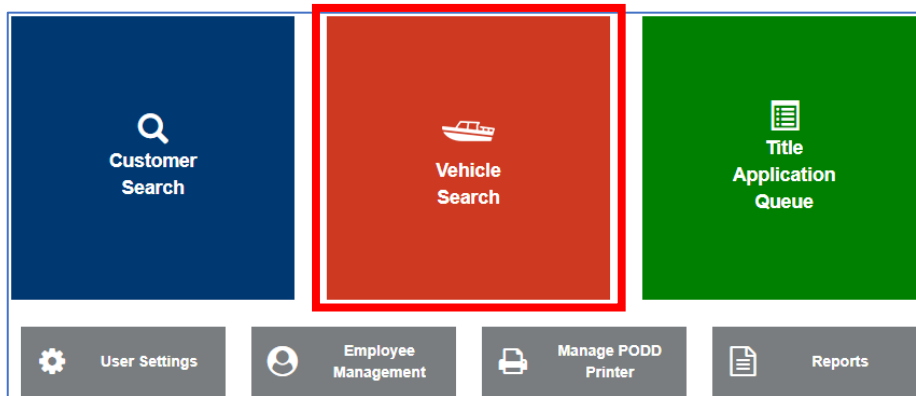 Customer
Search
Vehicle
Search
Title
Application
Queue
User Settings
Employee
Management
Manage PODD
Printer
Reports